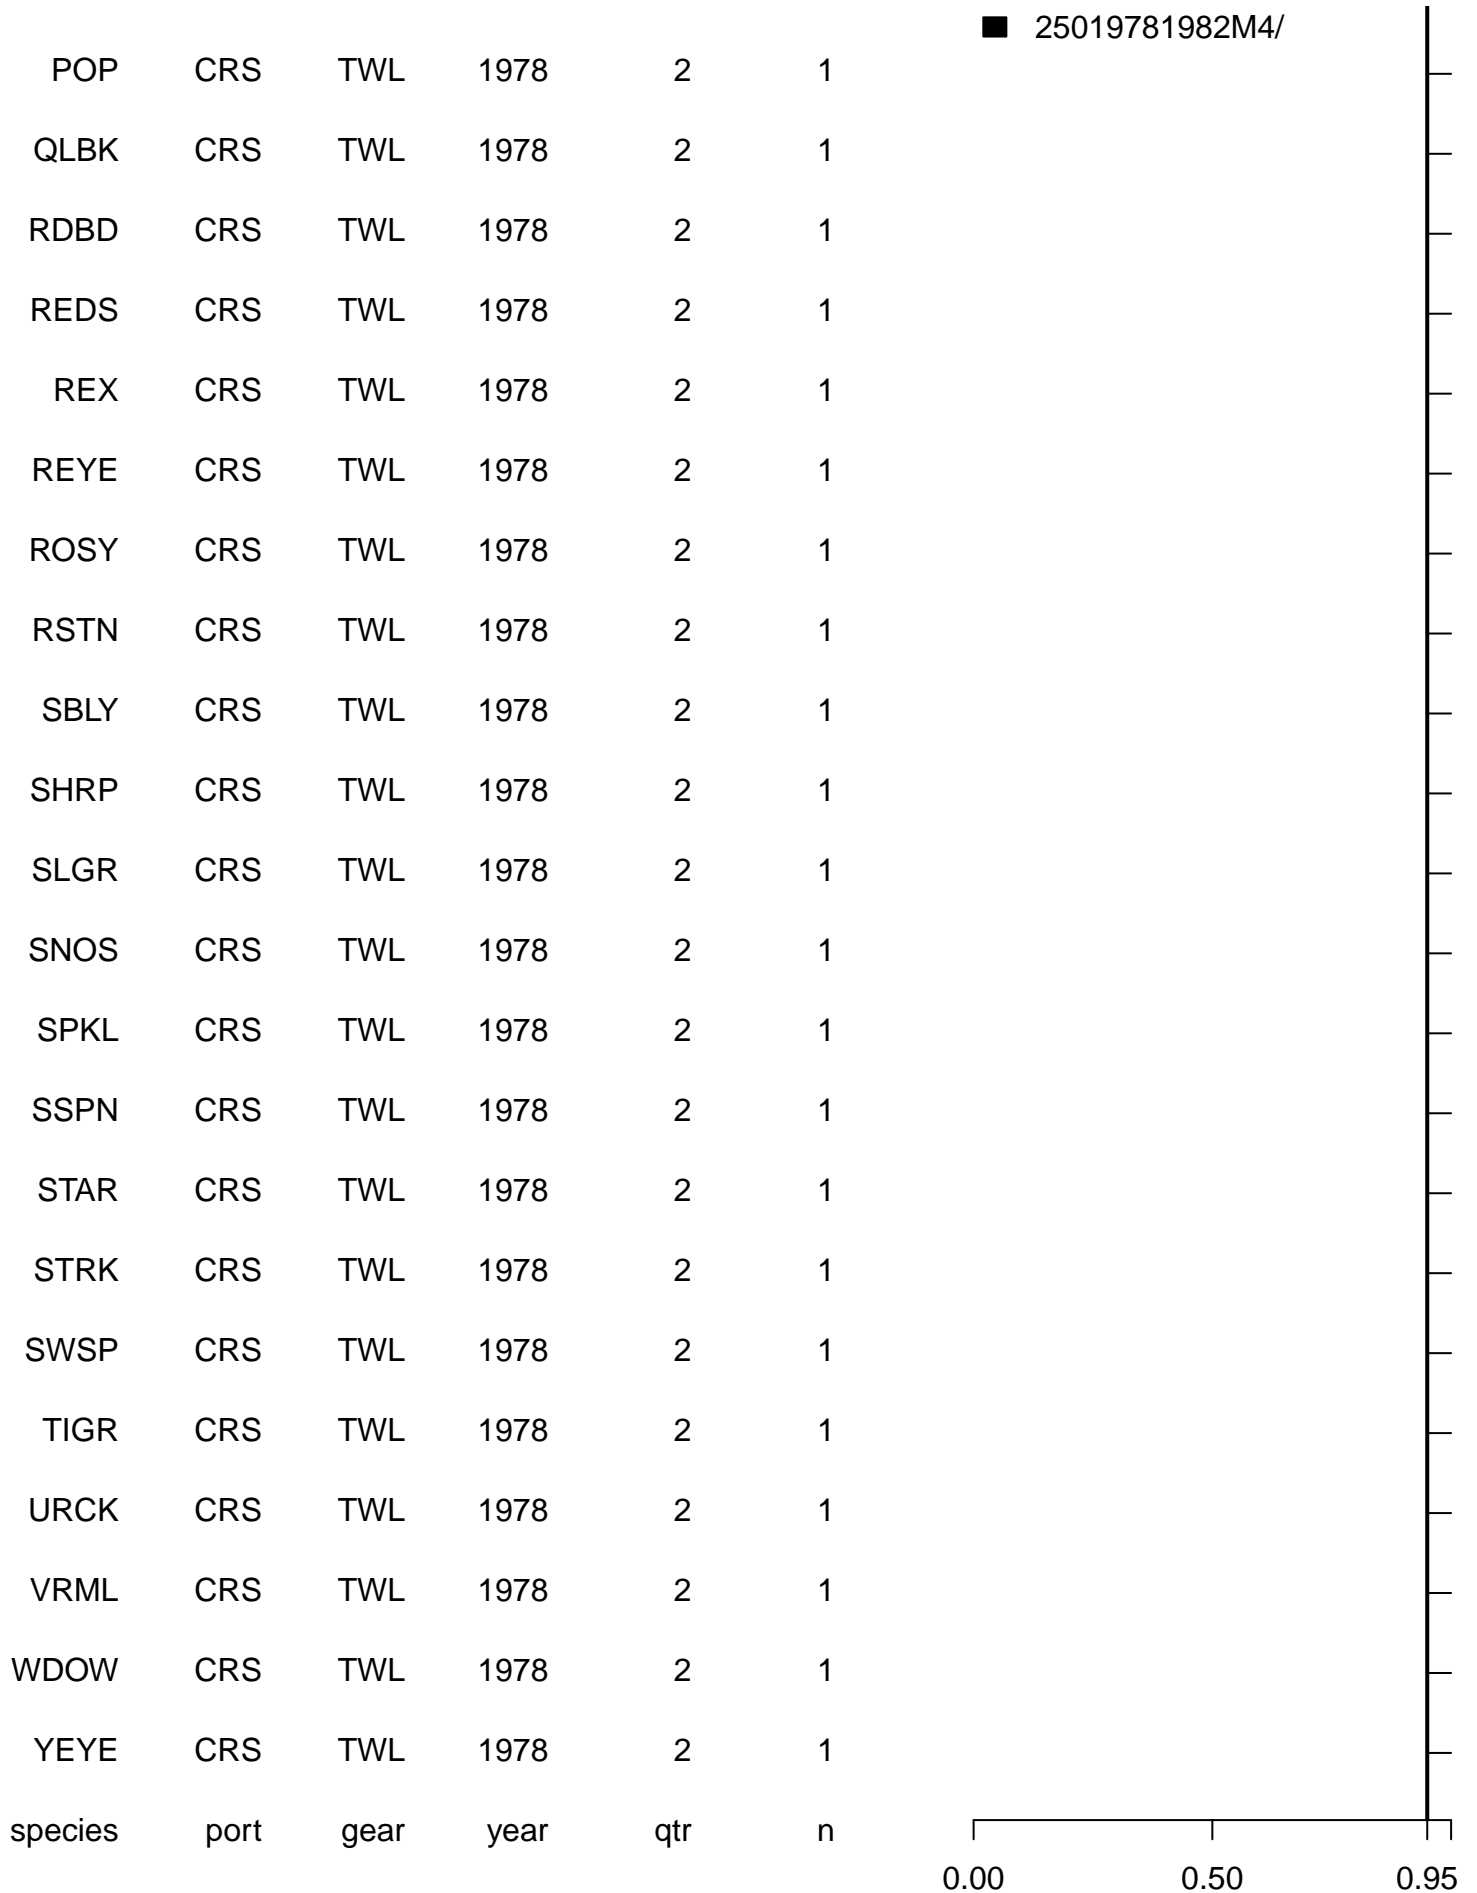 25019781982M4/
POP CRS TWL 1978 2 1
QLBK CRS TWL 1978 2 1
RDBD CRS TWL 1978 2 1
REDS CRS TWL 1978 2 1
REX CRS TWL 1978 2 1
REYE CRS TWL 1978 2 1
ROSY CRS TWL 1978 2 1
RSTN CRS TWL 1978 2 1
SBLY CRS TWL 1978 2 1
SHRP CRS TWL 1978 2 1
SLGR CRS TWL 1978 2 1
SNOS CRS TWL 1978 2 1
SPKL CRS TWL 1978 2 1
SSPN CRS TWL 1978 2 1
STAR CRS TWL 1978 2 1
STRK CRS TWL 1978 2 1
SWSP CRS TWL 1978 2 1
TIGR CRS TWL 1978 2 1
URCK CRS TWL 1978 2 1
VRML CRS TWL 1978 2 1
WDOW CRS TWL 1978 2 1
YEYE CRS TWL 1978 2 1
species port gear year qtr n
0.00 0.50 0.95